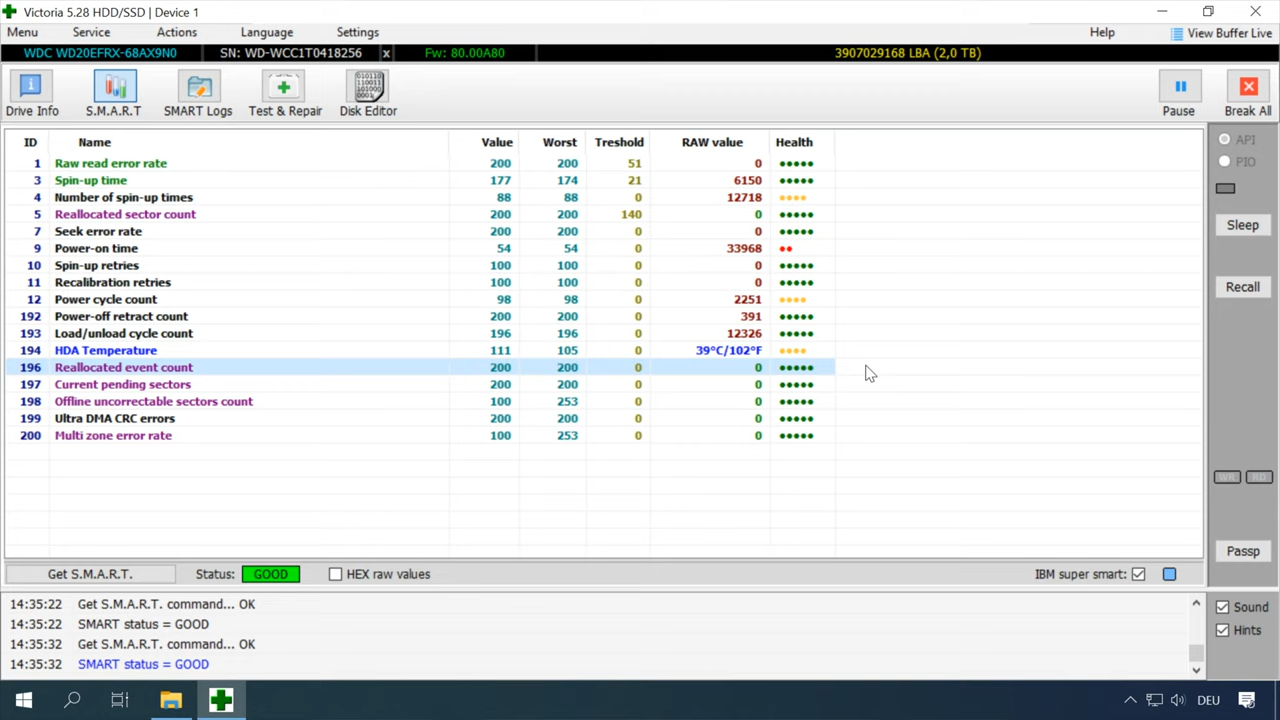 Victoria 5.28 HDD/SSD | Device 1
Menu Service Actions Language Settings Help View Buffer Live
WDC WD20EFRX-68AX9N0 SN: WD-WCC1T0418256 x Fw: 80.00A80 3907029168 LBA (2,0 TB)
Drive Info S.M.A.R.T SMART Logs Test & Repair Disk Editor Pause Break All
ID Name Value Worst Treshold RAW value Health
1 Raw read error rate 200 200 51 0
3 Spin-up time 177 174 21 6150
4 Number of spin-up times 88 88 0 12718
5 Reallocated sector count 200 200 140 0
7 Seek error rate 200 200 0 0
9 Power-on time 54 54 0 33968
10 Spin-up retries 100 100 0 0
11 Recalibration retries 100 100 0 0
12 Power cycle count 98 98 0 2251
192 Power-off retract count 200 200 0 391
193 Load/unload cycle count 196 196 0 12326
194 HDA Temperature 111 105 0 39°C/102°F
196 Reallocated event count 200 200 0 0
197 Current pending sectors 200 200 0 0
198 Offline uncorrectable sectors count 100 253 0 0
199 Ultra DMA CRC errors 200 200 0 0
200 Multi zone error rate 100 253 0 0
API
PIO
Sleep
Recall
WR RD
Passp
Get S.M.A.R.T. Status: GOOD HEX raw values IBM super smart:
14:35:22 Get S.M.A.R.T. command... OK
14:35:22 SMART status = GOOD
14:35:32 Get S.M.A.R.T. command... OK
14:35:32 SMART status = GOOD
Sound
Hints
DEU